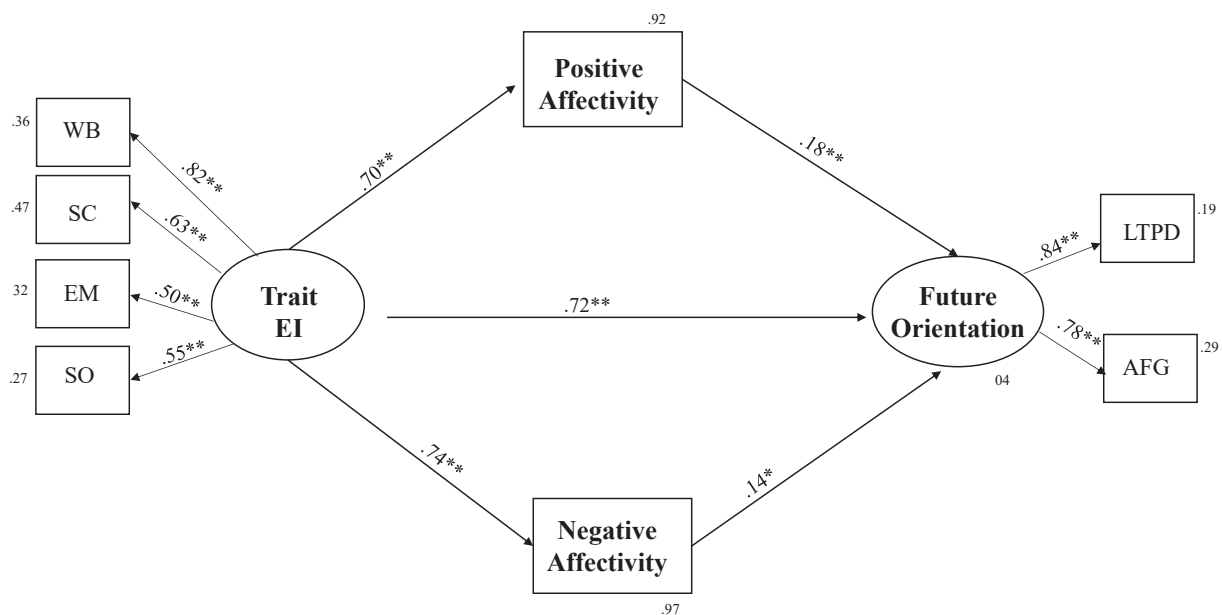 .92
Positive
Affectivity
.36
WB
.82**
.70**
.18**
.47
SC
.63**
.19
LTPD
.84**
32
EM
.50**
Trait
EI
.72**
Future
Orientation
.78**
.29
AFG
.27
SO
.55**
04
.74**
.14*
Negative
Affectivity
.97